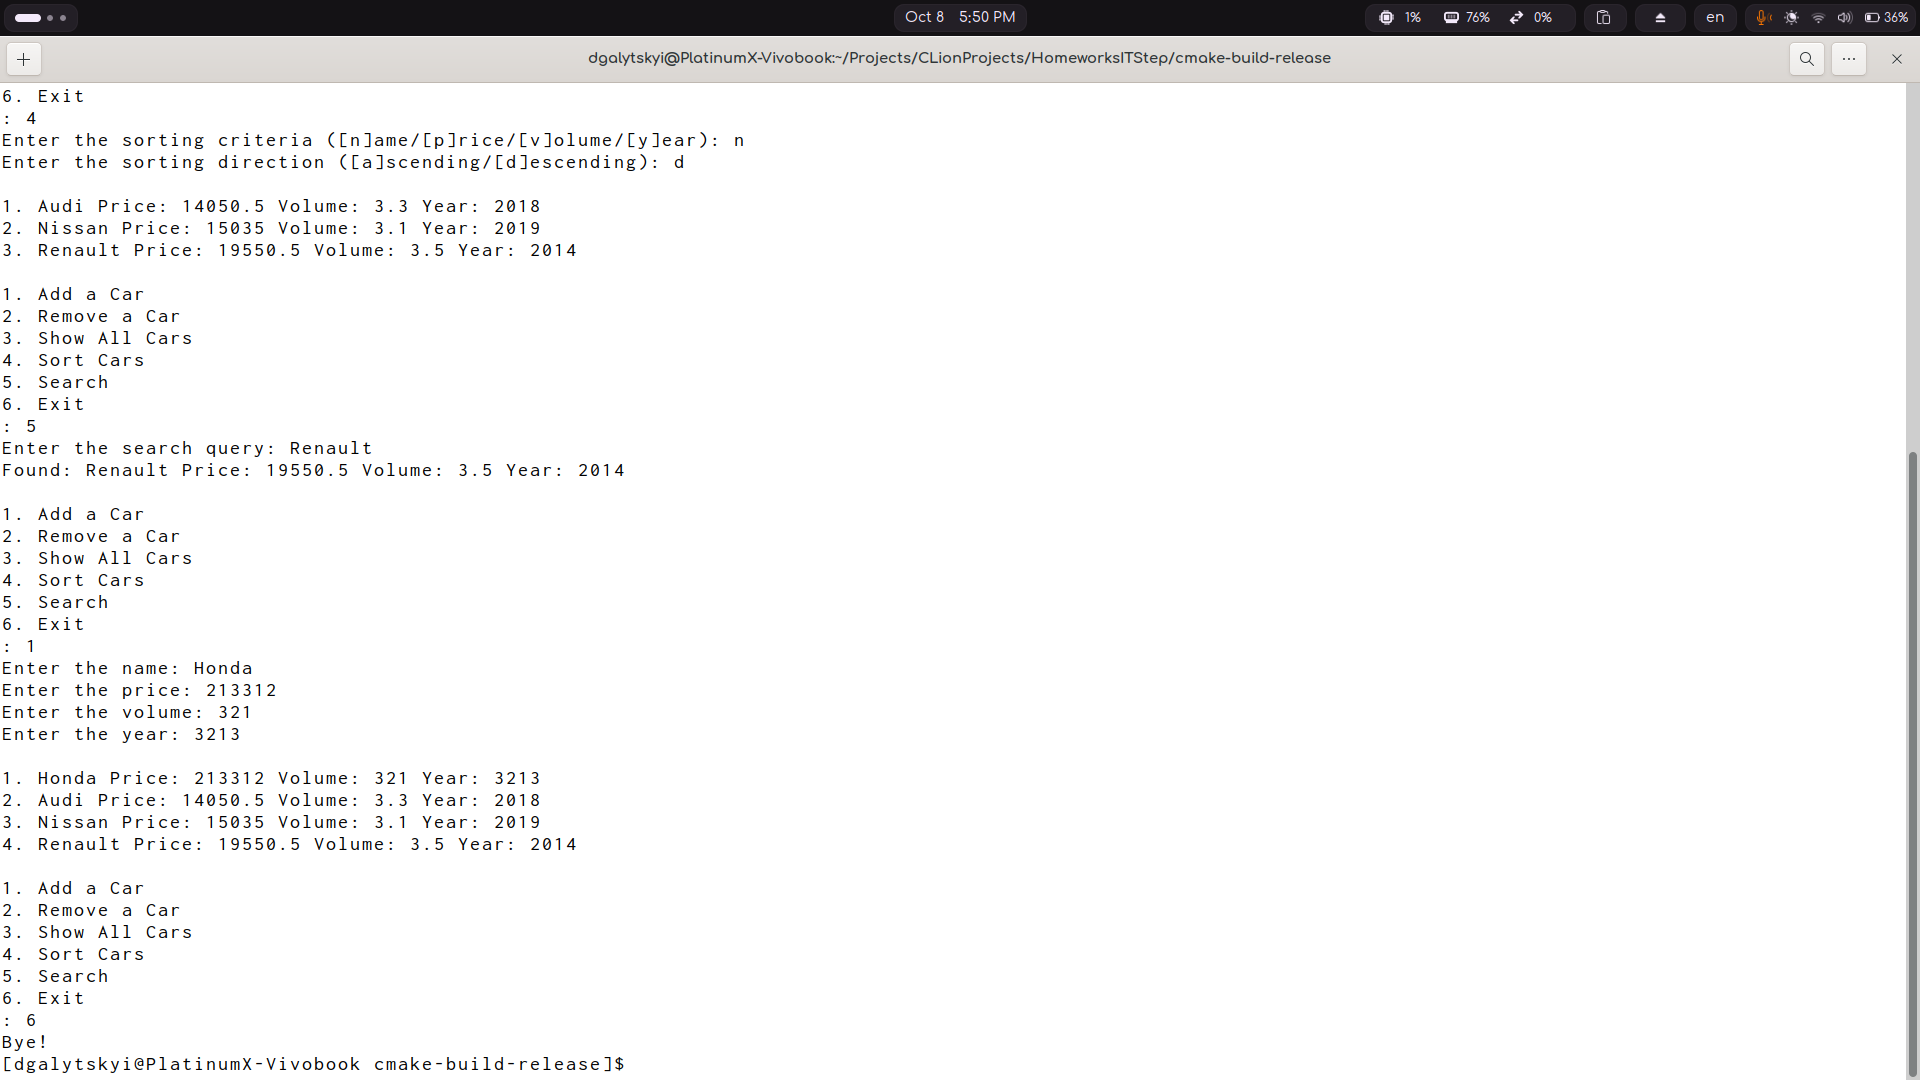 Oct 8 5:50 PM
1% 76% 0% en 36%
dgalytskyi@PlatinumX-Vivobook:~/Projects/CLionProjects/HomeworksITStep/cmake-build-release
6. Exit
: 4
Enter the sorting criteria ([n]ame/[p]rice/[v]olume/[y]ear): n
Enter the sorting direction ([a]scending/[d]escending): d
1. Audi Price: 14050.5 Volume: 3.3 Year: 2018
2. Nissan Price: 15035 Volume: 3.1 Year: 2019
3. Renault Price: 19550.5 Volume: 3.5 Year: 2014
1. Add a Car
2. Remove a Car
3. Show All Cars
4. Sort Cars
5. Search
6. Exit
: 5
Enter the search query: Renault
Found: Renault Price: 19550.5 Volume: 3.5 Year: 2014
1. Add a Car
2. Remove a Car
3. Show All Cars
4. Sort Cars
5. Search
6. Exit
: 1
Enter the name: Honda
Enter the price: 213312
Enter the volume: 321
Enter the year: 3213
1. Honda Price: 213312 Volume: 321 Year: 3213
2. Audi Price: 14050.5 Volume: 3.3 Year: 2018
3. Nissan Price: 15035 Volume: 3.1 Year: 2019
4. Renault Price: 19550.5 Volume: 3.5 Year: 2014
1. Add a Car
2. Remove a Car
3. Show All Cars
4. Sort Cars
5. Search
6. Exit
: 6
Bye!
[dgalytskyi@PlatinumX-Vivobook cmake-build-release]$